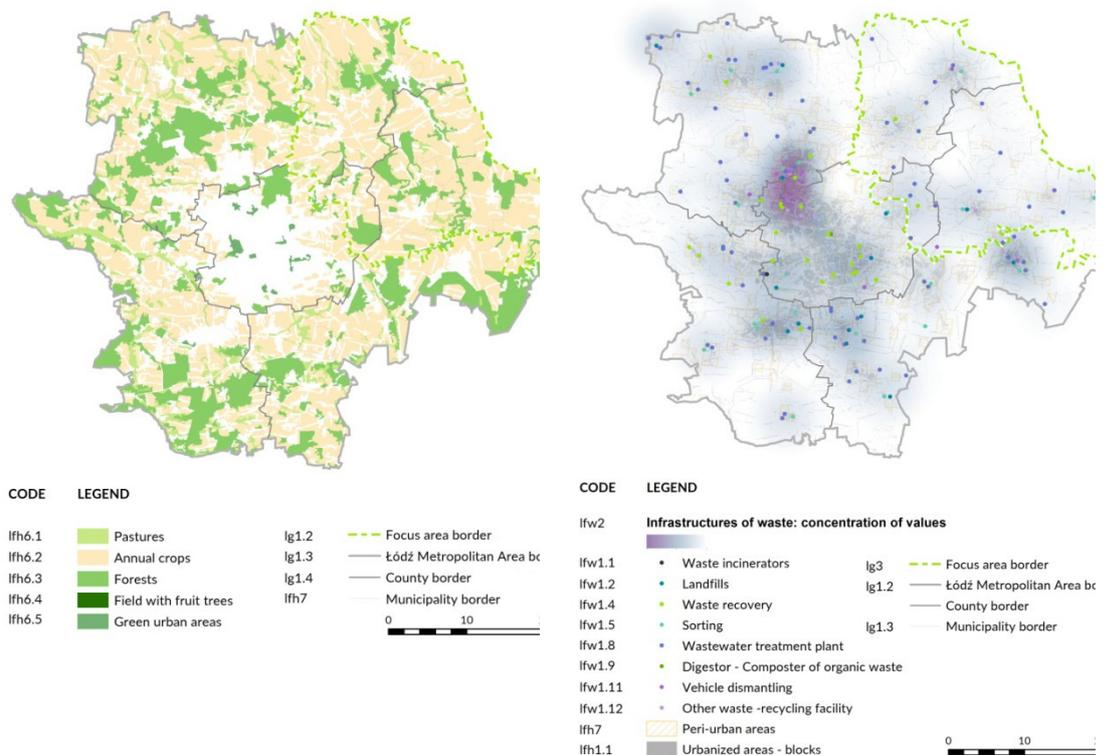 CODE LEGEND
lfh6.1 Pastures lg1.2 Focus area border
lfh6.2 Annual crops lg1.3 Łódź Metropolitan Area bo
lfh6.3 Forests lg1.4 County border
lfh6.4 Field with fruit trees lfh7 Municipality border
lfh6.5 Green urban areas
0 10
CODE LEGEND
lfw2 Infrastructures of waste: concentration of values
lfw1.1 Waste incinerators lg3 Focus area border
lfw1.2 Landfills lg1.2 Łódź Metropolitan Area bo
lfw1.4 Waste recovery County border
lfw1.5 Sorting lg1.3 Municipality border
lfw1.8 Wastewater treatment plant
lfw1.9 Digestor - Composter of organic waste
lfw1.11 Vehicle dismantling
lfw1.12 Other waste -recycling facility
lfh7 Peri-urban areas
lfh1.1 Urbanized areas - blocks
0 10